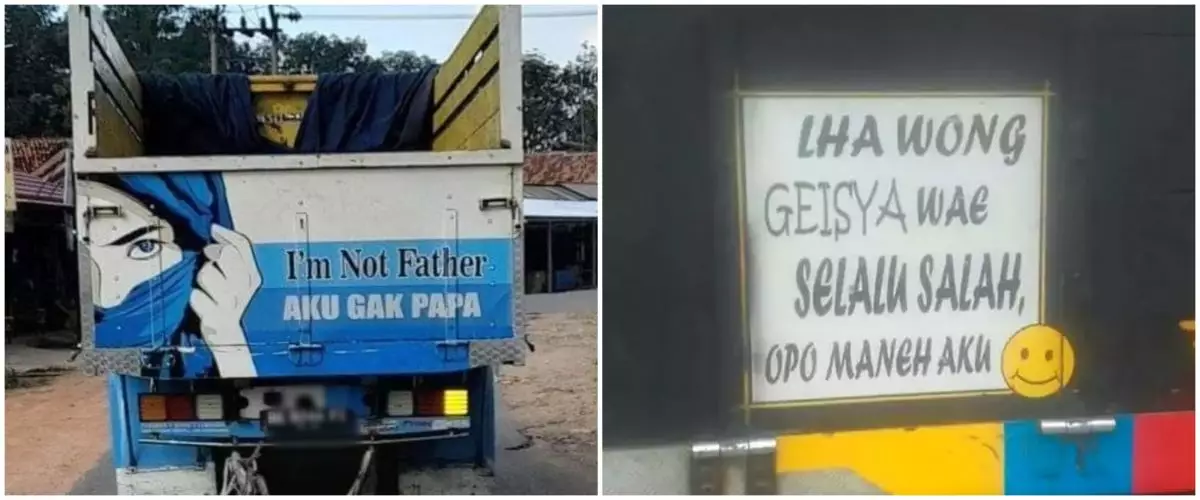 I'm Not Father
AKU GAK PAPA
LHA WONG
GEISYA WAE
SELALU SALAH,
OPO MANEH AKU